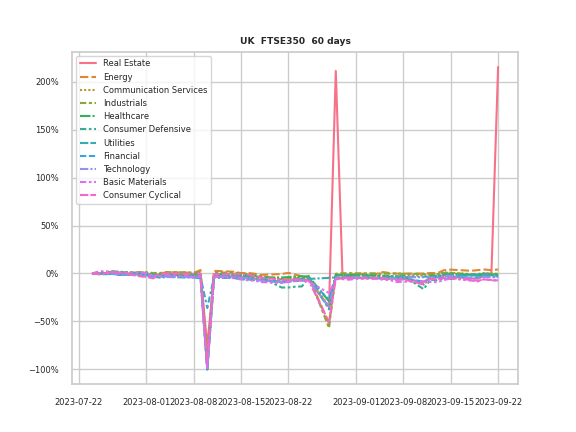 UK  FTSE350  60 days
Real Estate
Energy
Communication Services
Industrials
Healthcare
Consumer Defensive
Utilities
Financial
Technology
Basic Materials
Consumer Cyclical
200%
150%
100%
50%
0%
−50%
−100%
2023-07-22 2023-08-01 2023-08-08 2023-08-15 2023-08-22 2023-09-01 2023-09-08 2023-09-15 2023-09-22